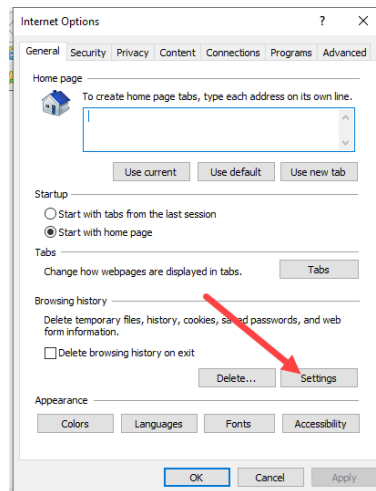 Internet Options ? X
General Security Privacy Content Connections Programs Advanced
Home page
To create home page tabs, type each address on its own line.
Use current Use default Use new tab
Startup
Start with tabs from the last session
Start with home page
Tabs
Change how webpages are displayed in tabs. Tabs
Browsing history
Delete temporary files, history, cookies, saved passwords, and web
form information.
Delete browsing history on exit
Delete... Settings
Appearance
Colors Languages Fonts Accessibility
OK Cancel Apply